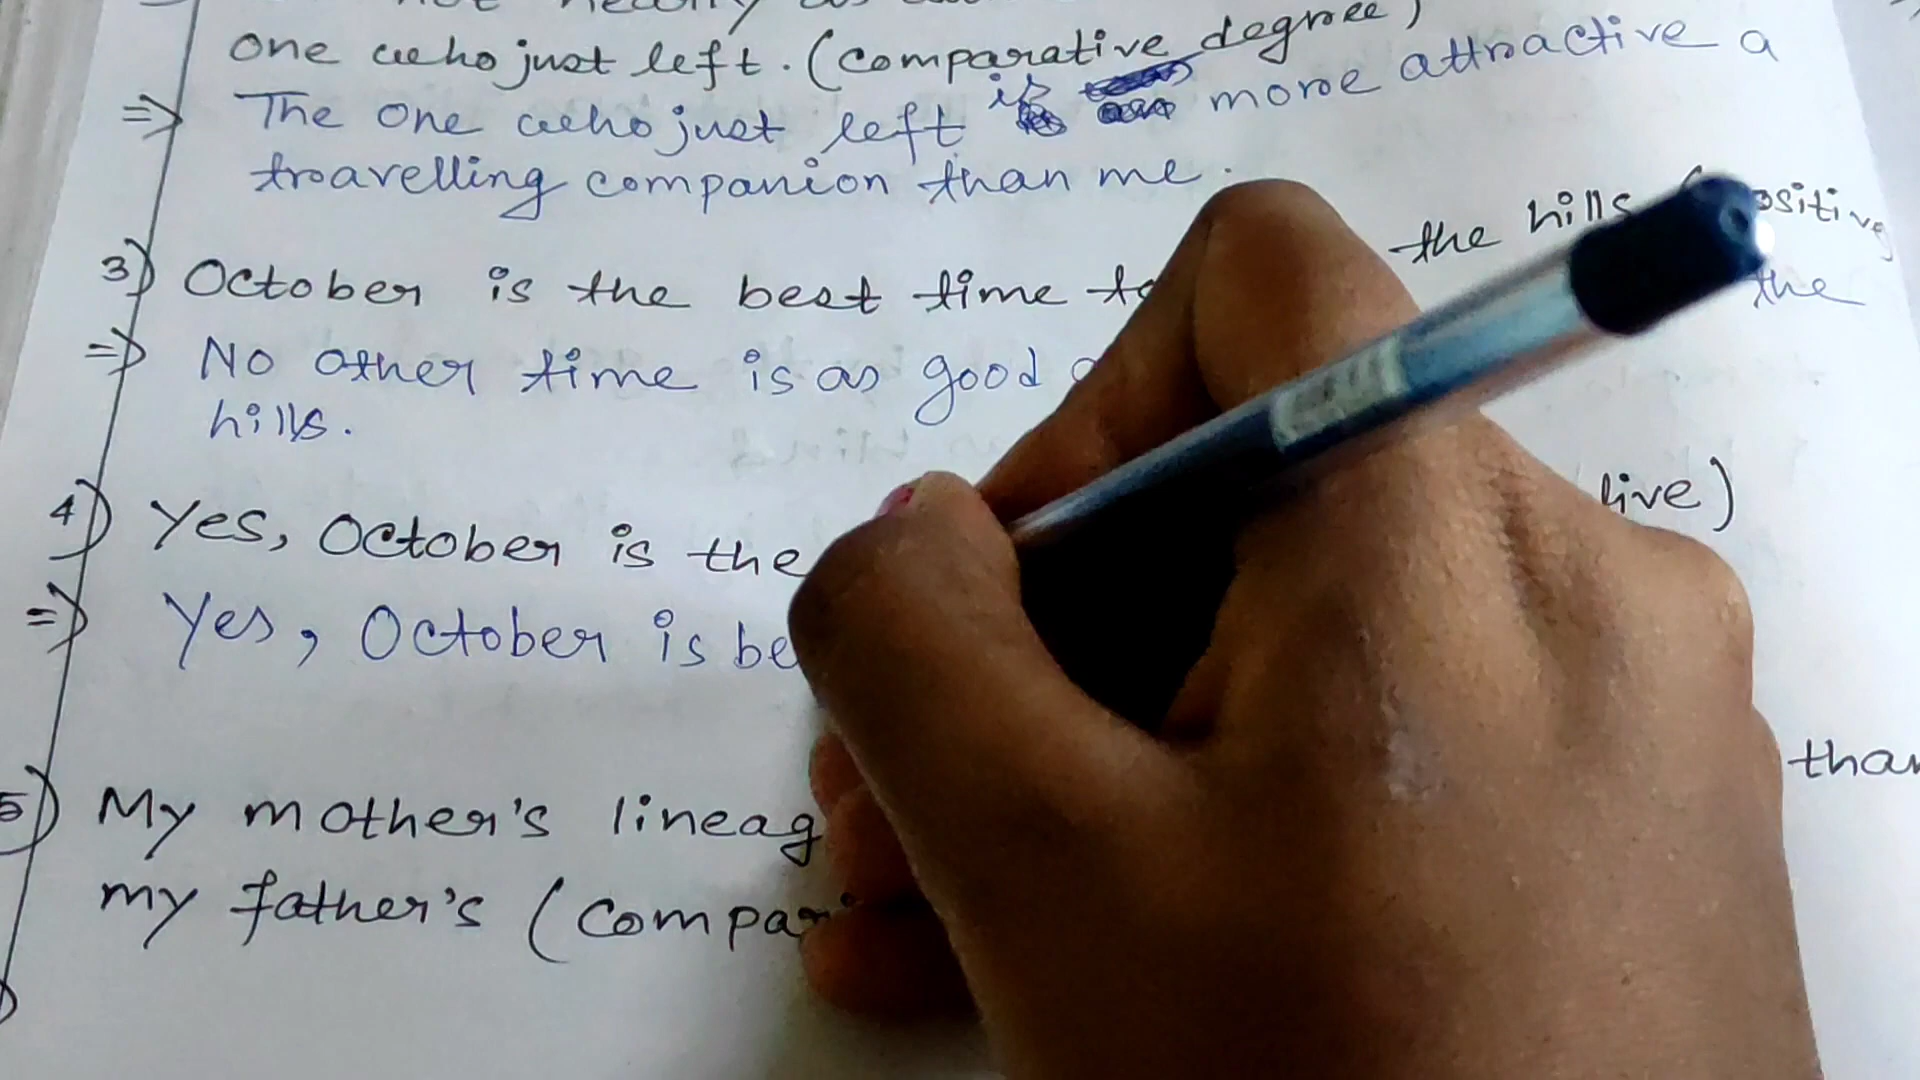 one who just left. (comparative degree)
=> The one who just left is more attractive a
travelling companion than me.
3) October is the best time to the hills
=> No other time is as good the
hills.
4) Yes, October is the
=> Yes, October is be
5) My mother's lineag than
my father's (compari